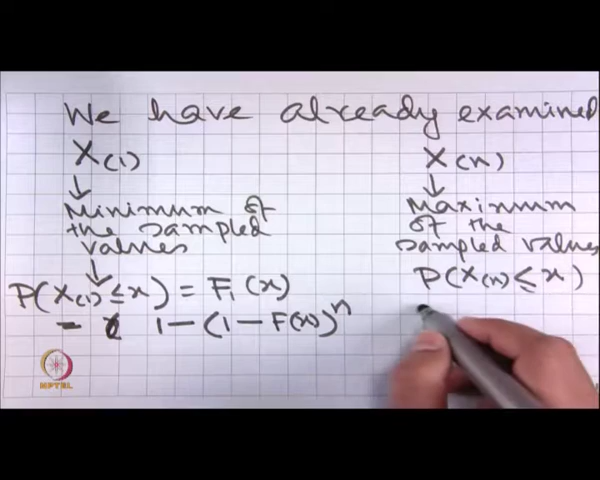 We have already examined
X(1)
↓
Minimum of
the sampled
values
↓
P(X(1) ≤ x) = F₁(x)
= 1 - (1 - F(x))ⁿ
X(n)
↓
Maximum
of the
sampled values
P(X(n) ≤ x)
NPTEL